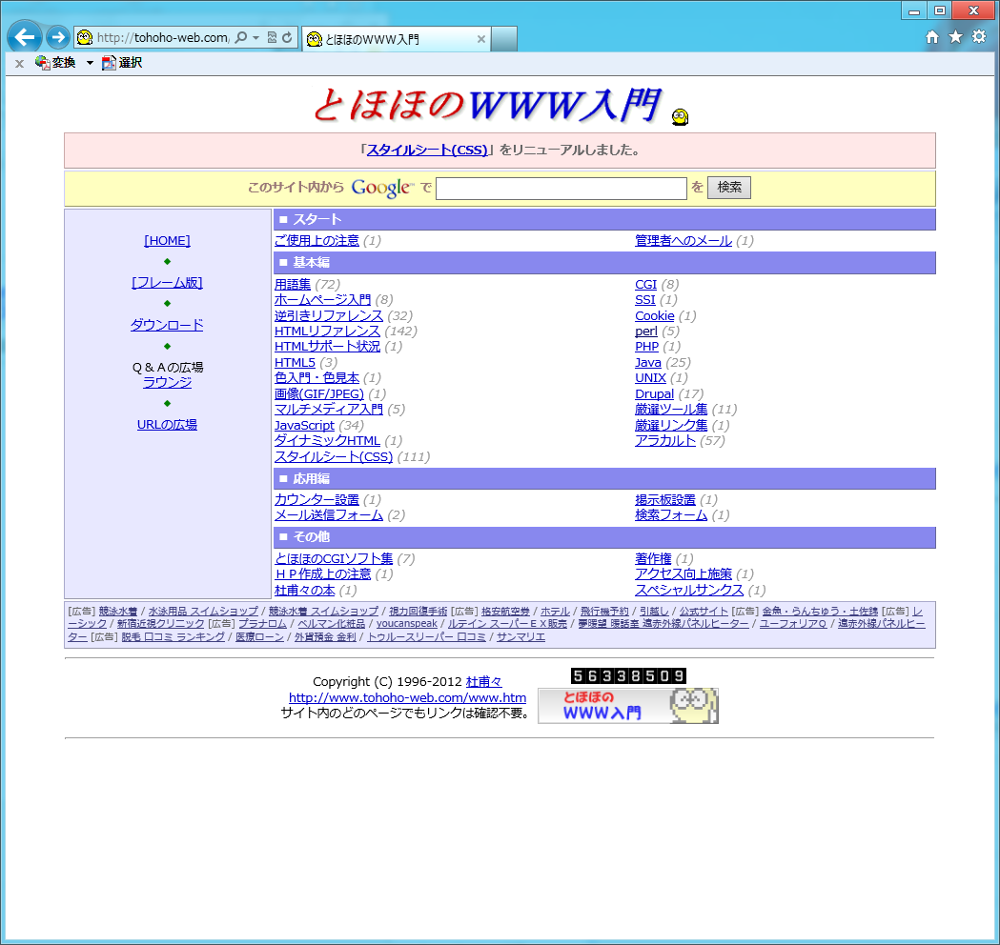 http://tohoho-web.com,
とほほのWWW入門
変換 選択
とほほのWWW入門
「スタイルシート(CSS)」をリニューアルしました。
このサイト内から Google™ で を 検索
[HOME]
[フレーム版]
ダウンロード
Q＆Aの広場
ラウンジ
URLの広場
■ スタート
ご使用上の注意 (1) 管理者へのメール (1)
■ 基本編
用語集 (72) CGI (8)
ホームページ入門 (8) SSI (1)
逆引きリファレンス (32) Cookie (1)
HTMLリファレンス (142) perl (5)
HTMLサポート状況 (1) PHP (1)
HTML5 (3) Java (25)
色入門・色見本 (1) UNIX (1)
画像(GIF/JPEG) (1) Drupal (17)
マルチメディア入門 (5) 厳選ツール集 (11)
JavaScript (34) 厳選リンク集 (1)
ダイナミックHTML (1) アラカルト (57)
スタイルシート(CSS) (111)
■ 応用編
カウンター設置 (1) 掲示板設置 (1)
メール送信フォーム (2) 検索フォーム (1)
■ その他
とほほのCGIソフト集 (7) 著作権 (1)
ＨＰ作成上の注意 (1) アクセス向上施策 (1)
杜甫々の本 (1) スペシャルサンクス (1)
[広告] 競泳水着 / 水泳用品 スイムショップ / 競泳水着 スイムショップ / 視力回復手術 [広告] 格安航空券 / ホテル / 飛行機予約 / 引越し / 公式サイト [広告] 金魚・らんちゅう・土佐錦 [広告] レ
ーシック / 新宿近視クリニック [広告] プラナロム / ベルマン化粧品 / youcanspeak / ルテイン スーパーＥＸ販売 / 夢暖望 暖話室 遠赤外線パネルヒーター / ユーフォリアＱ / 遠赤外線パネルヒー
ター [広告] 脱毛 口コミ ランキング / 医療ローン / 外貨預金 金利 / トゥルースリーパー 口コミ / サンマリエ
Copyright (C) 1996-2012 杜甫々
http://www.tohoho-web.com/www.htm
サイト内のどのページでもリンクは確認不要。
56338509
とほほの
WWW入門